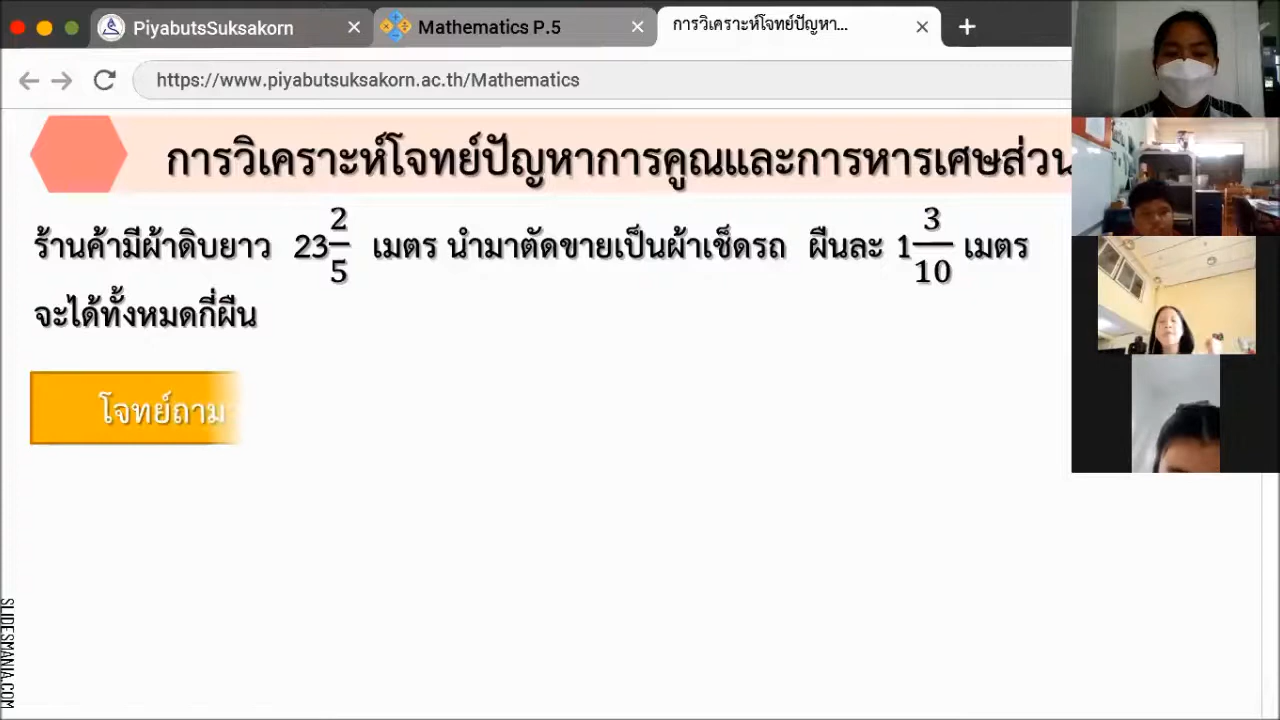 PiyabutsSuksakorn
Mathematics P.5
การวิเคราะห์โจทย์ปัญหา...
https://www.piyabutsuksakorn.ac.th/Mathematics
การวิเคราะห์โจทย์ปัญหาการคูณและการหารเศษส่วน
ร้านค้ามีผ้าดิบยาว 23 2/5 เมตร นำมาตัดขายเป็นผ้าเช็ดรถ ผืนละ 1 3/10 เมตร
จะได้ทั้งหมดกี่ผืน
โจทย์ถาม
SLIDESMANIA.COM